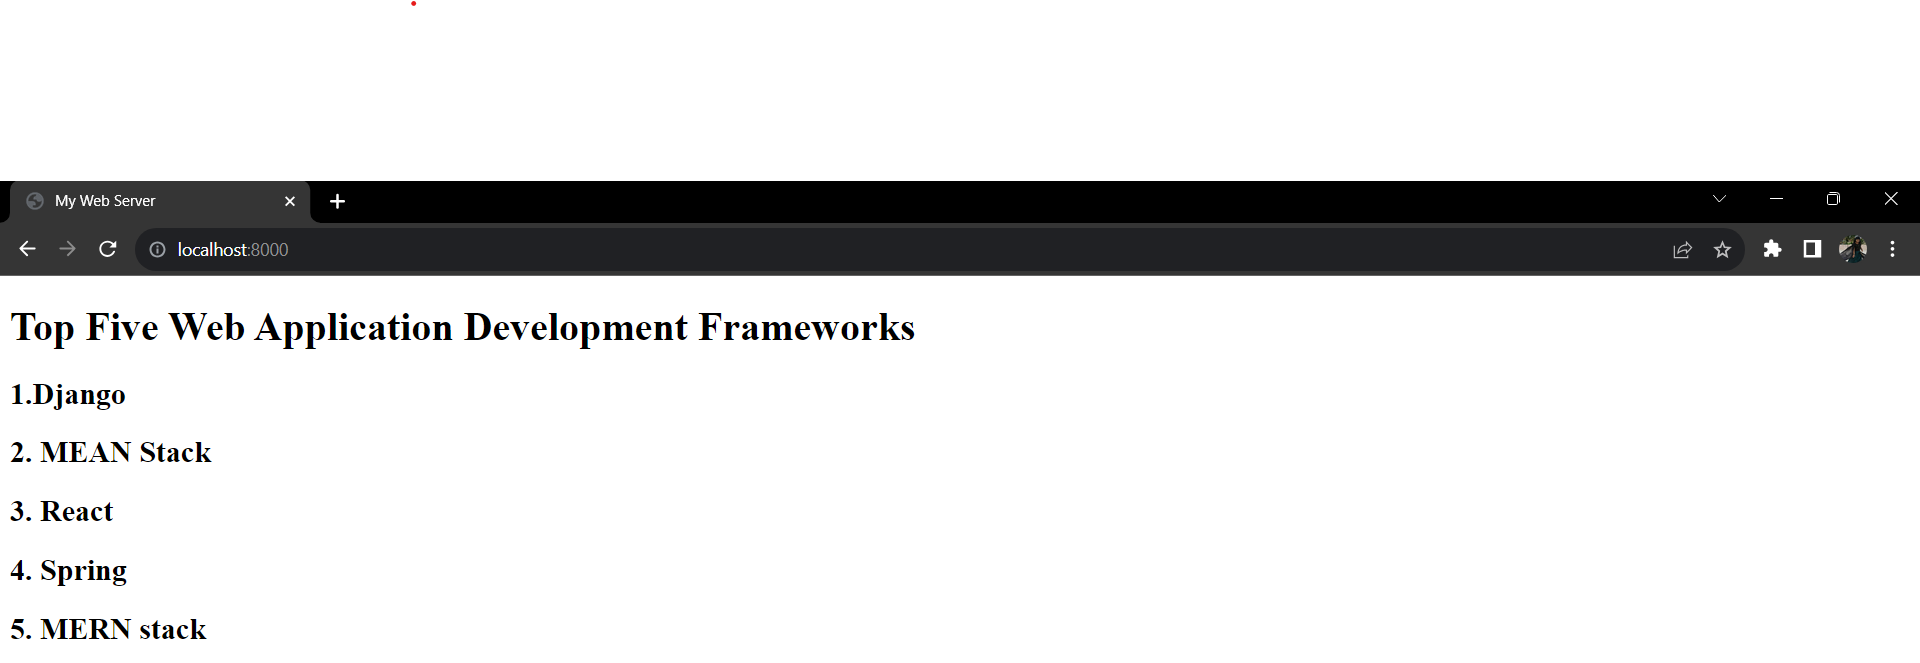 My Web Server
localhost:8000
Top Five Web Application Development Frameworks
1.Django
2. MEAN Stack
3. React
4. Spring
5. MERN stack